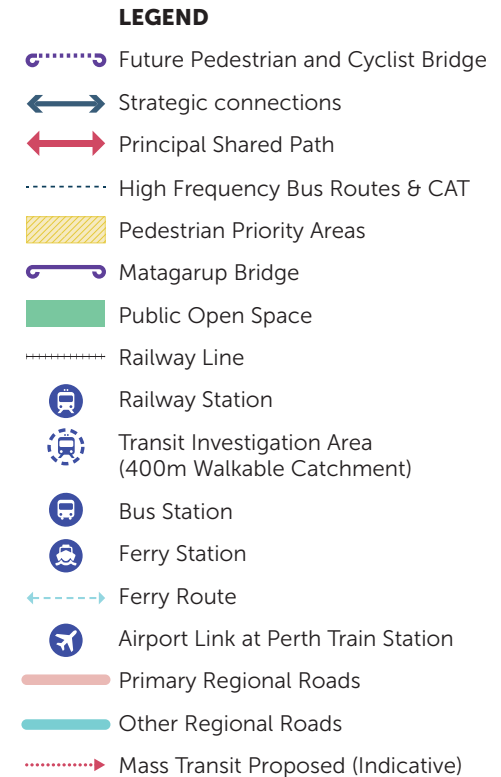 LEGEND
Future Pedestrian and Cyclist Bridge
Strategic connections
Principal Shared Path
High Frequency Bus Routes & CAT
Pedestrian Priority Areas
Matagarup Bridge
Public Open Space
Railway Line
Railway Station
Transit Investigation Area
(400m Walkable Catchment)
Bus Station
Ferry Station
Ferry Route
Airport Link at Perth Train Station
Primary Regional Roads
Other Regional Roads
Mass Transit Proposed (Indicative)